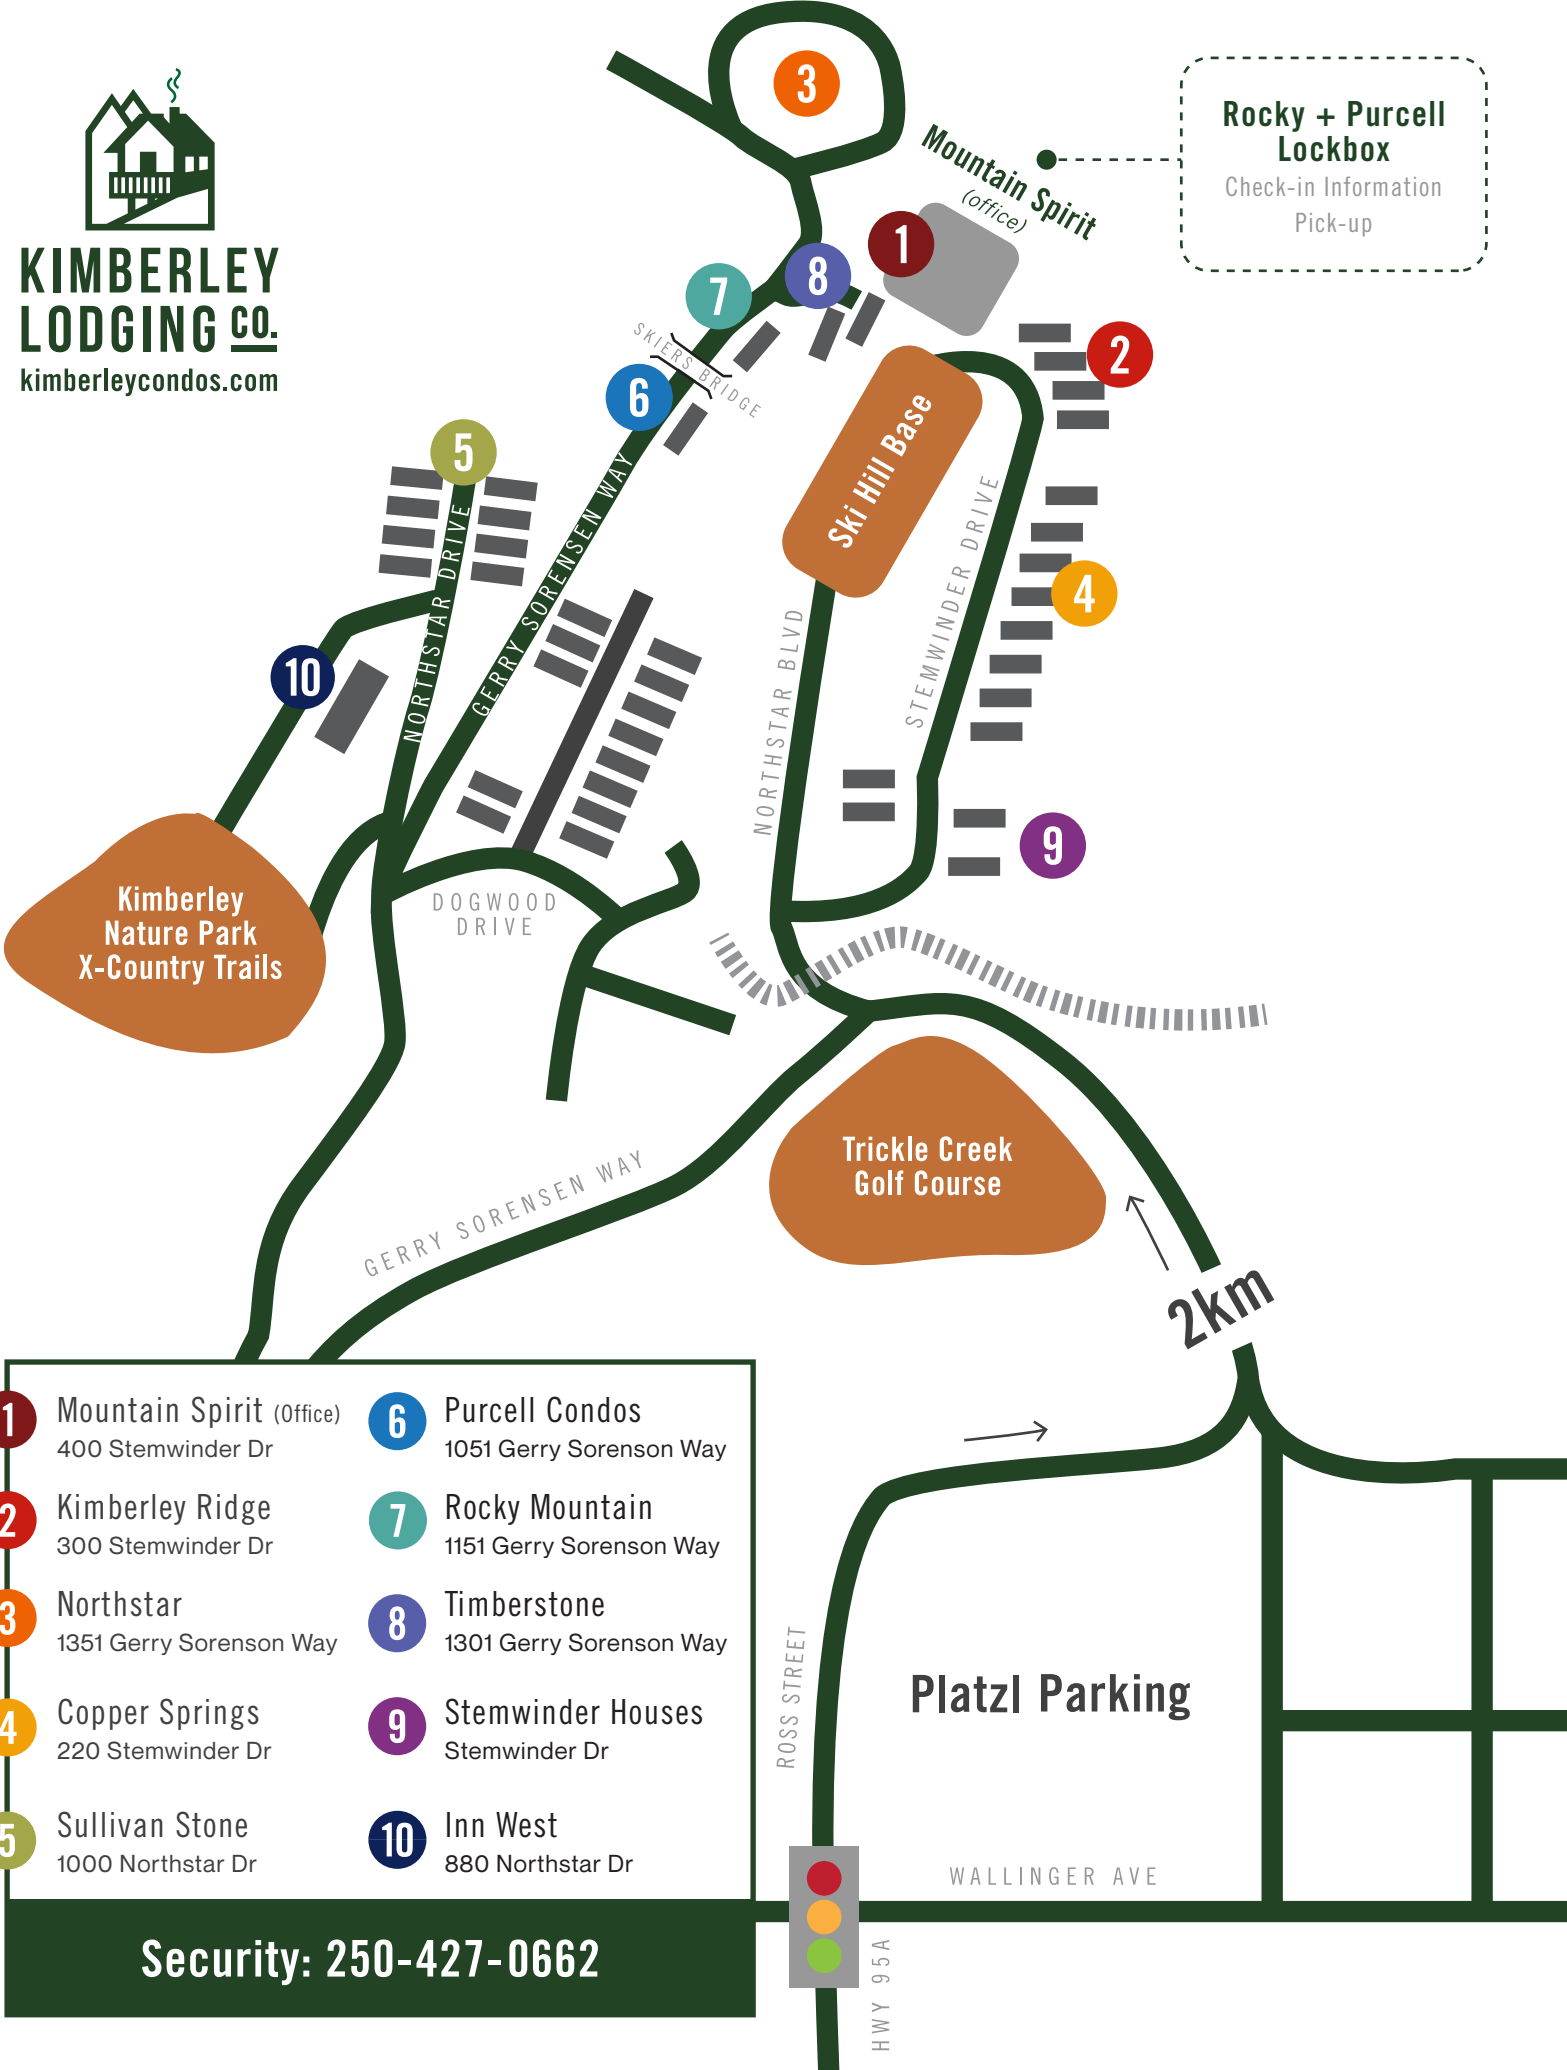 KIMBERLEY
LODGING CO.
kimberleycondos.com
3
Mountain Spirit
(office)
Rocky + Purcell
Lockbox
Check-in Information
Pick-up
1
8
7
SKIERS BRIDGE
2
6
5
Ski Hill Base
NORTHSTAR DRIVE
GERRY SORENSEN WAY
STEMWINDER DRIVE
4
NORTHSTAR BLVD
10
9
Kimberley
Nature Park
X-Country Trails
DOGWOOD
DRIVE
Trickle Creek
Golf Course
GERRY SORENSEN WAY
2km
1 Mountain Spirit (Office)
400 Stemwinder Dr
2 Kimberley Ridge
300 Stemwinder Dr
3 Northstar
1351 Gerry Sorenson Way
4 Copper Springs
220 Stemwinder Dr
5 Sullivan Stone
1000 Northstar Dr
6 Purcell Condos
1051 Gerry Sorenson Way
7 Rocky Mountain
1151 Gerry Sorenson Way
8 Timberstone
1301 Gerry Sorenson Way
9 Stemwinder Houses
Stemwinder Dr
10 Inn West
880 Northstar Dr
Security: 250-427-0662
ROSS STREET
Platzl Parking
WALLINGER AVE
HWY 95A